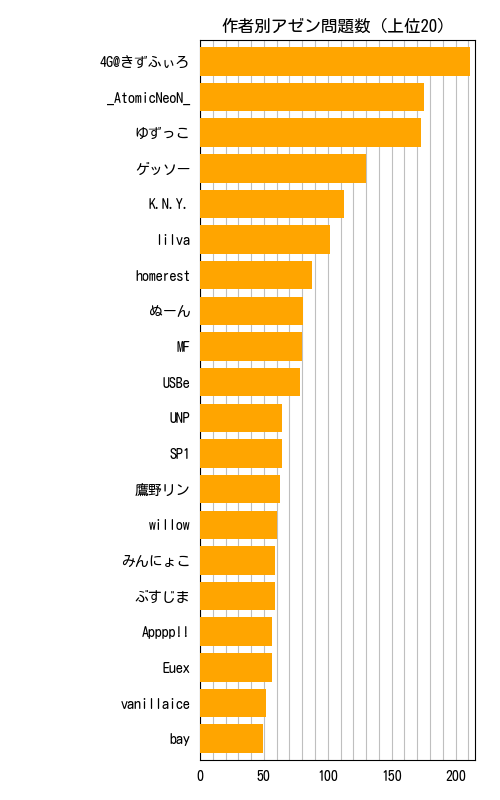 作者別アゼン問題数（上位20）
4G@きずふぃろ
_AtomicNeoN_
ゆずっこ
ゲッソー
K.N.Y.
lilva
homerest
ぬーん
MF
USBe
UNP
SP1
鷹野リン
willow
みんにょこ
ぶすじま
Appppll
Euex
vanillaice
bay
0 50 100 150 200